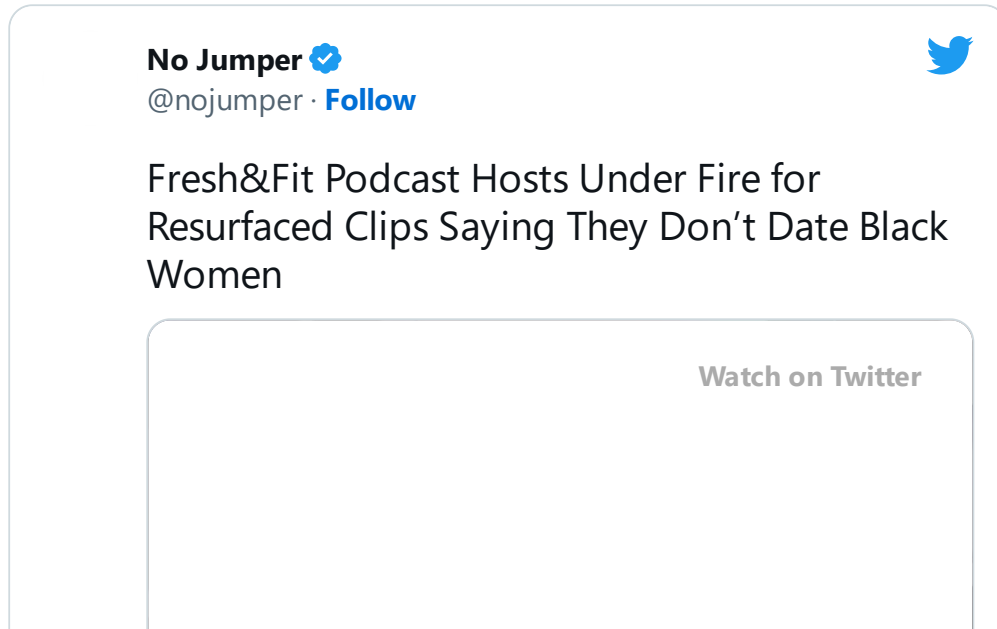 No Jumper
@nojumper · Follow
Fresh&Fit Podcast Hosts Under Fire for
Resurfaced Clips Saying They Don’t Date Black
Women
Watch on Twitter